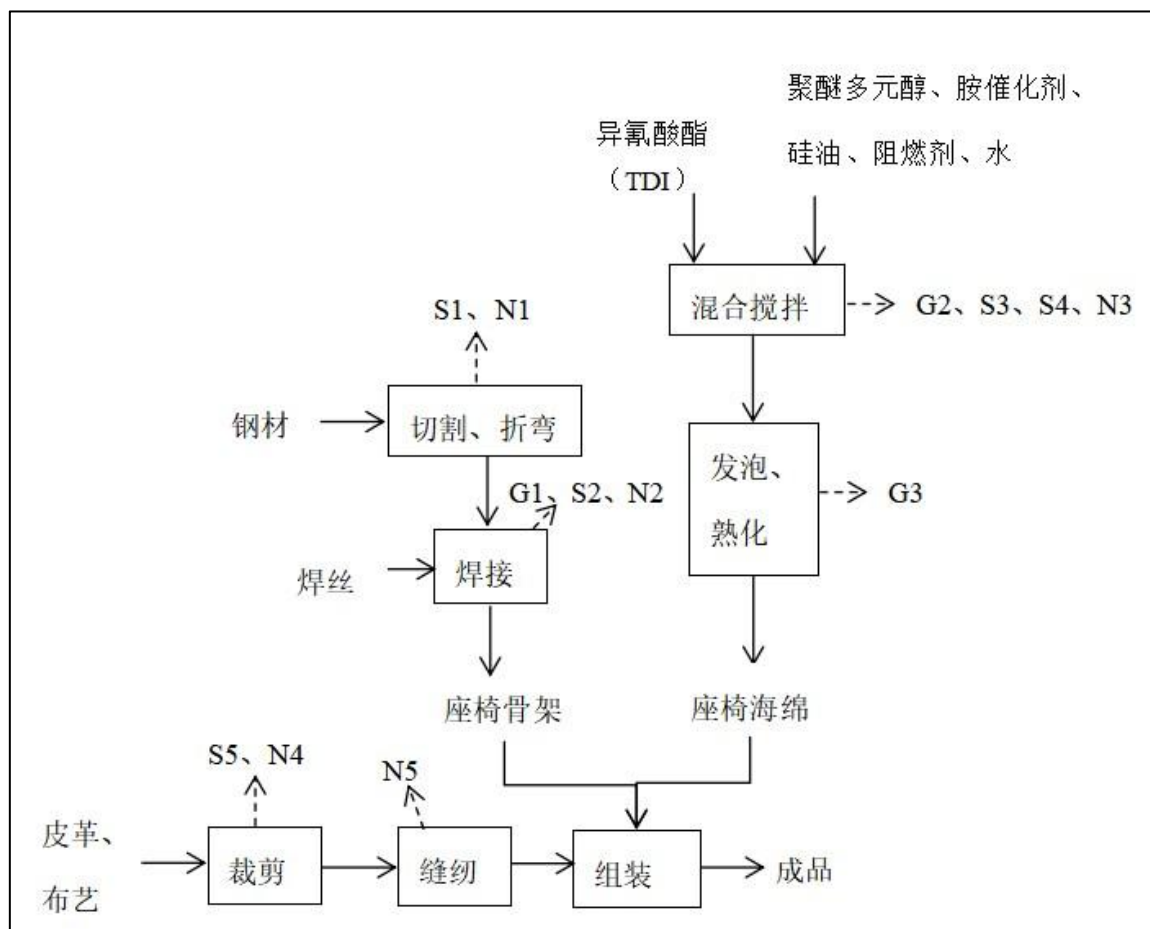 聚醚多元醇、胺催化剂、
硅油、阻燃剂、水
异氰酸酯
（TDI）
混合搅拌
G2、S3、S4、N3
S1、N1
钢材
切割、折弯
发泡、
熟化
G3
G1、S2、N2
焊丝
焊接
座椅骨架
座椅海绵
S5、N4
N5
皮革、
布艺
裁剪
缝纫
组装
成品